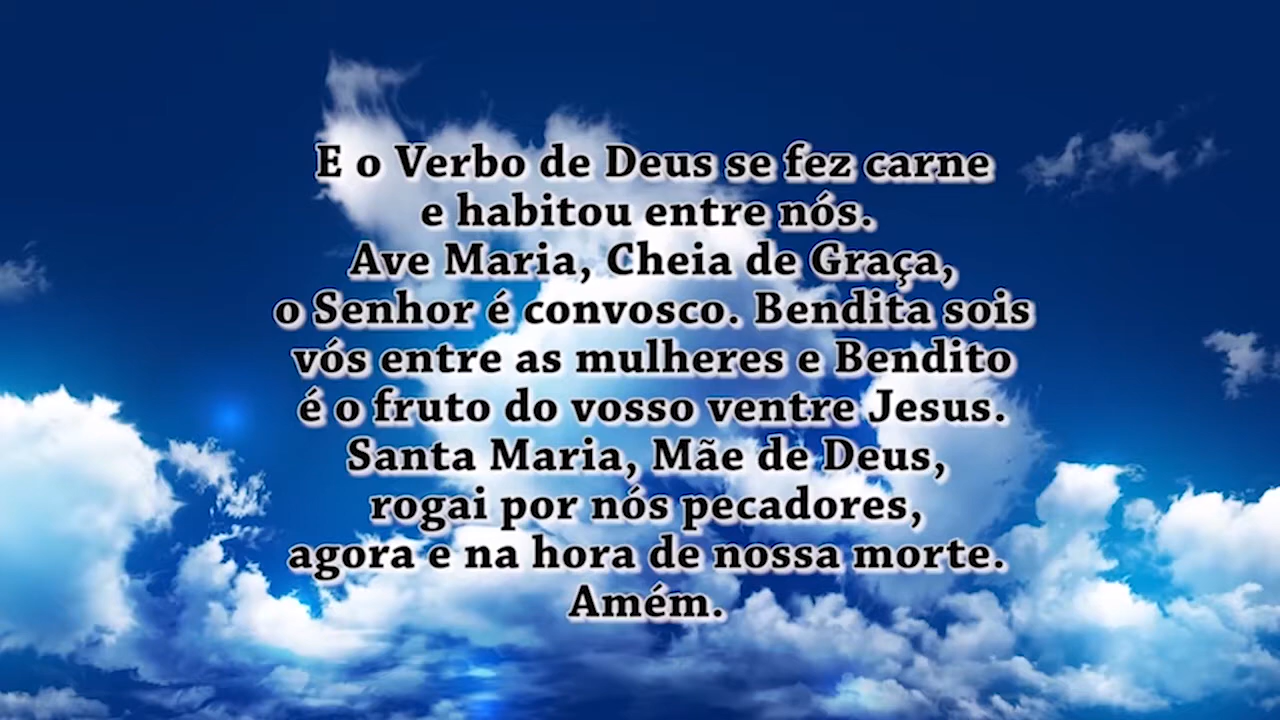 E o Verbo de Deus se fez carne
e habitou entre nós.
Ave Maria, Cheia de Graça,
o Senhor é convosco. Bendita sois
vós entre as mulheres e Bendito
é o fruto do vosso ventre Jesus.
Santa Maria, Mãe de Deus,
rogai por nós pecadores,
agora e na hora de nossa morte.
Amém.